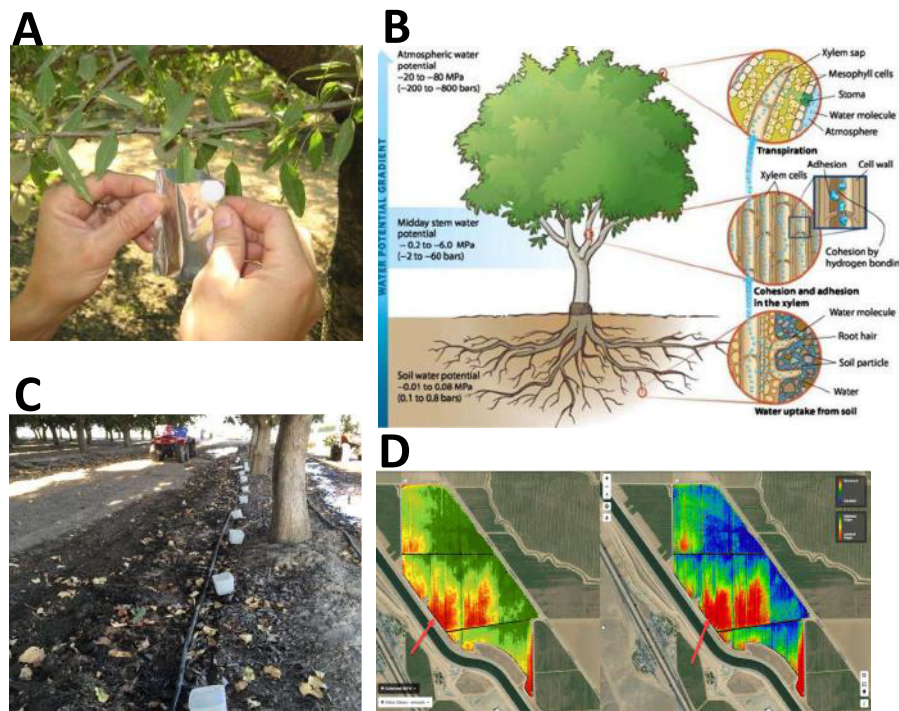 A
B
Atmospheric water
potential
−20 to −80 MPa
(−200 to −800 bars)
WATER POTENTIAL GRADIENT
Midday stem water
potential
− 0.2 to −6.0 MPa
(−2 to −60 bars)
Soil water potential
−0.01 to 0.08 MPa
(0.1 to 0.8 bars)
Xylem sap
Mesophyll cells
Stoma
Water molecule
Atmosphere
Transpiration
Adhesion
Cell wall
Xylem cells
Cohesion by
hydrogen bondin
Cohesion and adhesion
in the xylem
Water molecule
Root hair
Soil particle
Water
Water uptake from soil
C
D